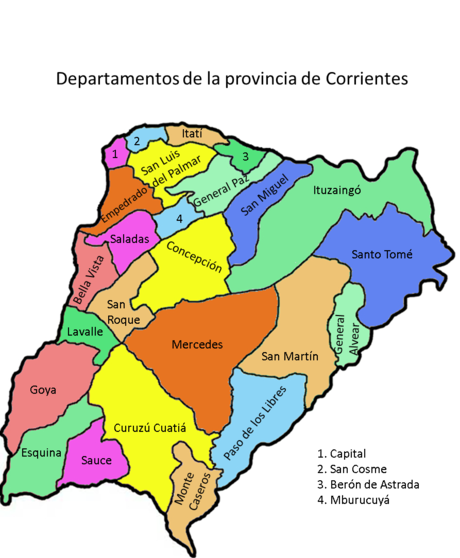 Departamentos de la provincia de Corrientes
2
Itatí
1
San Luis
del Palmar
3
General Paz
Empedrado
San Miguel
Ituzaingó
4
Saladas
Concepción
Santo Tomé
Bella Vista
San
Roque
Lavalle
Mercedes
General
Alvear
San Martín
Goya
Paso de los Libres
Curuzú Cuatiá
Esquina
Sauce
Monte
Caseros
1. Capital
2. San Cosme
3. Berón de Astrada
4. Mburucuyá